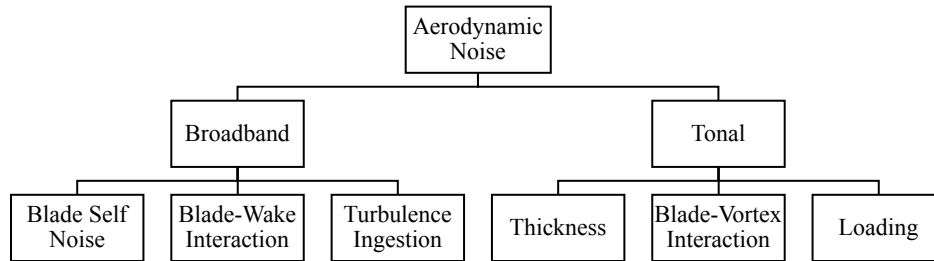 Aerodynamic
Noise
Broadband
Tonal
Blade Self
Noise
Blade-Wake
Interaction
Turbulence
Ingestion
Thickness
Blade-Vortex
Interaction
Loading